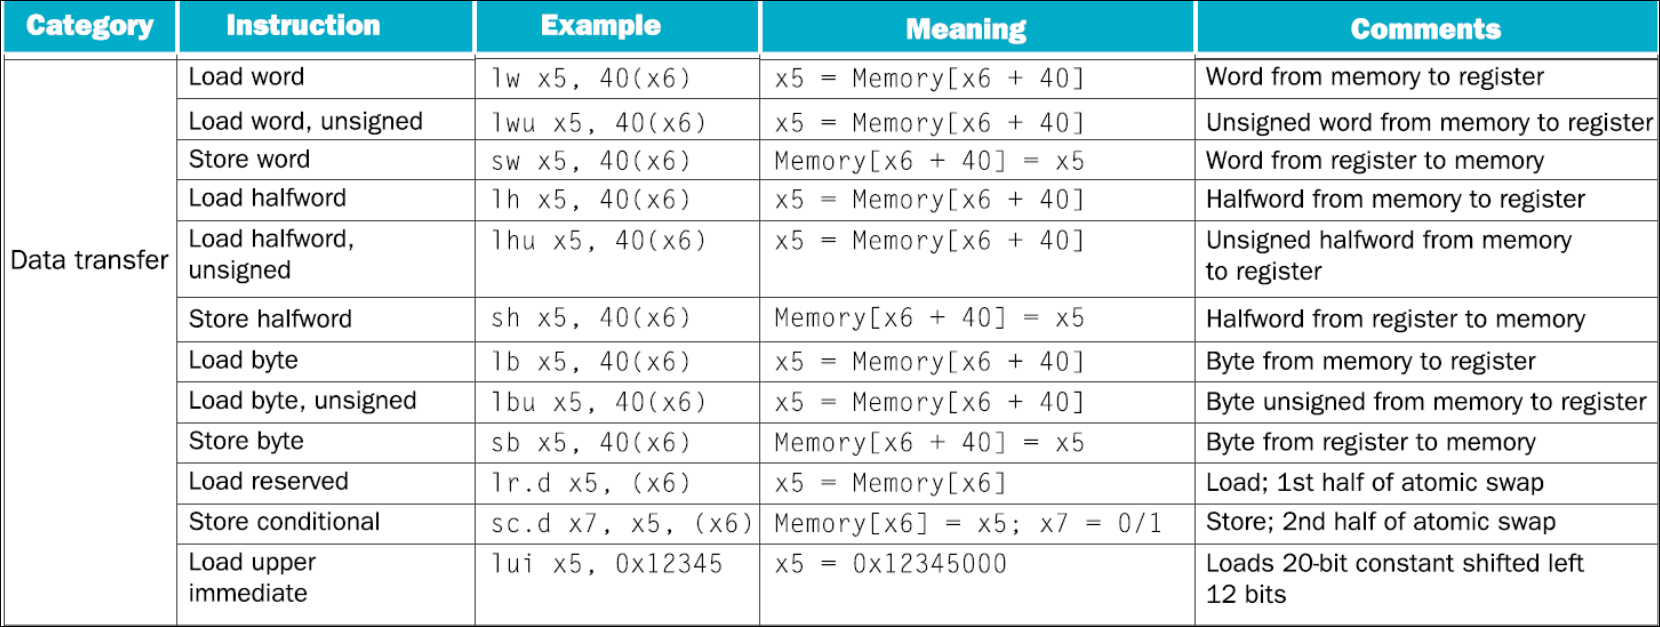 Category Instruction Example Meaning Comments
Load word lw x5, 40(x6) x5 = Memory[x6 + 40] Word from memory to register
Load word, unsigned lwu x5, 40(x6) x5 = Memory[x6 + 40] Unsigned word from memory to register
Store word sw x5, 40(x6) Memory[x6 + 40] = x5 Word from register to memory
Load halfword lh x5, 40(x6) x5 = Memory[x6 + 40] Halfword from memory to register
Data transfer
Load halfword, lhu x5, 40(x6) x5 = Memory[x6 + 40] Unsigned halfword from memory
unsigned to register
Store halfword sh x5, 40(x6) Memory[x6 + 40] = x5 Halfword from register to memory
Load byte lb x5, 40(x6) x5 = Memory[x6 + 40] Byte from memory to register
Load byte, unsigned lbu x5, 40(x6) x5 = Memory[x6 + 40] Byte unsigned from memory to register
Store byte sb x5, 40(x6) Memory[x6 + 40] = x5 Byte from register to memory
Load reserved lr.d x5, (x6) x5 = Memory[x6] Load; 1st half of atomic swap
Store conditional sc.d x7, x5, (x6) Memory[x6] = x5; x7 = 0/1 Store; 2nd half of atomic swap
Load upper lui x5, 0x12345 x5 = 0x12345000 Loads 20-bit constant shifted left
immediate 12 bits